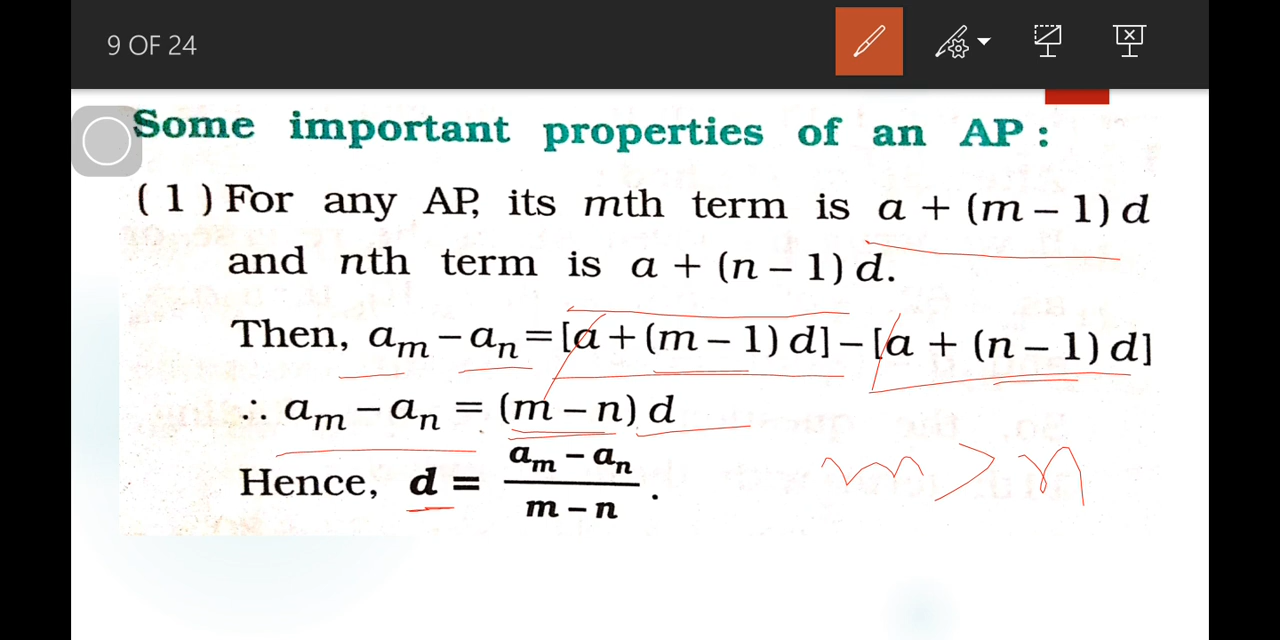 9 OF 24
Some important properties of an AP :
( 1 ) For any AP, its mth term is a + (m – 1) d
and nth term is a + (n – 1) d.
Then, aₘ – aₙ = [a + (m – 1) d] – [a + (n – 1) d]
∴ aₘ – aₙ = (m – n) d
Hence, d = (aₘ – aₙ) / (m – n) .
m > n